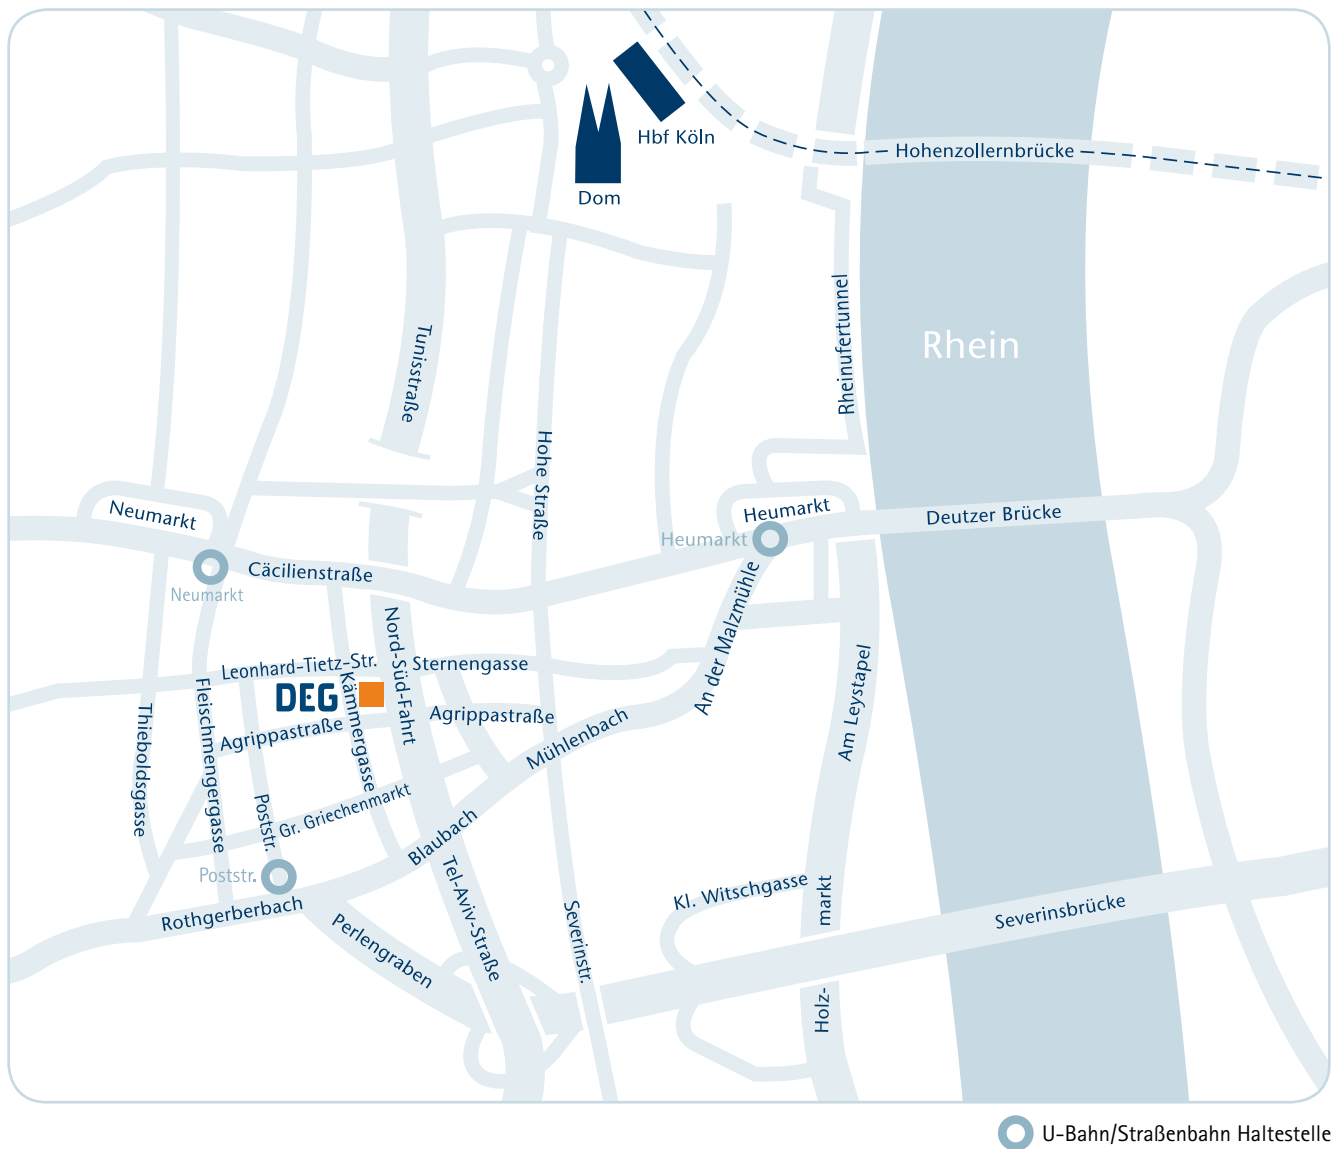 Hbf Köln
Hohenzollernbrücke
Dom
Rheinufertunnel
Rhein
Tunisstraße
Hohe Straße
Neumarkt
Heumarkt
Deutzer Brücke
Heumarkt
Cäcilienstraße
Neumarkt
An der Malzmühle
Nord-Süd-Fahrt
Leonhard-Tietz-Str.
Sternengasse
Am Leystapel
DEG
Kämmergasse
Fleischmengergasse
Thieboldsgasse
Agrippastraße
Agrippastraße
Mühlenbach
Poststr.
Gr. Griechenmarkt
Blaubach
Poststr.
Tel-Aviv-Straße
Kl. Witschgasse
Holz-
markt
Rothgerberbach
Perlengraben
Severinstr.
Severinsbrücke
U-Bahn/Straßenbahn Haltestelle